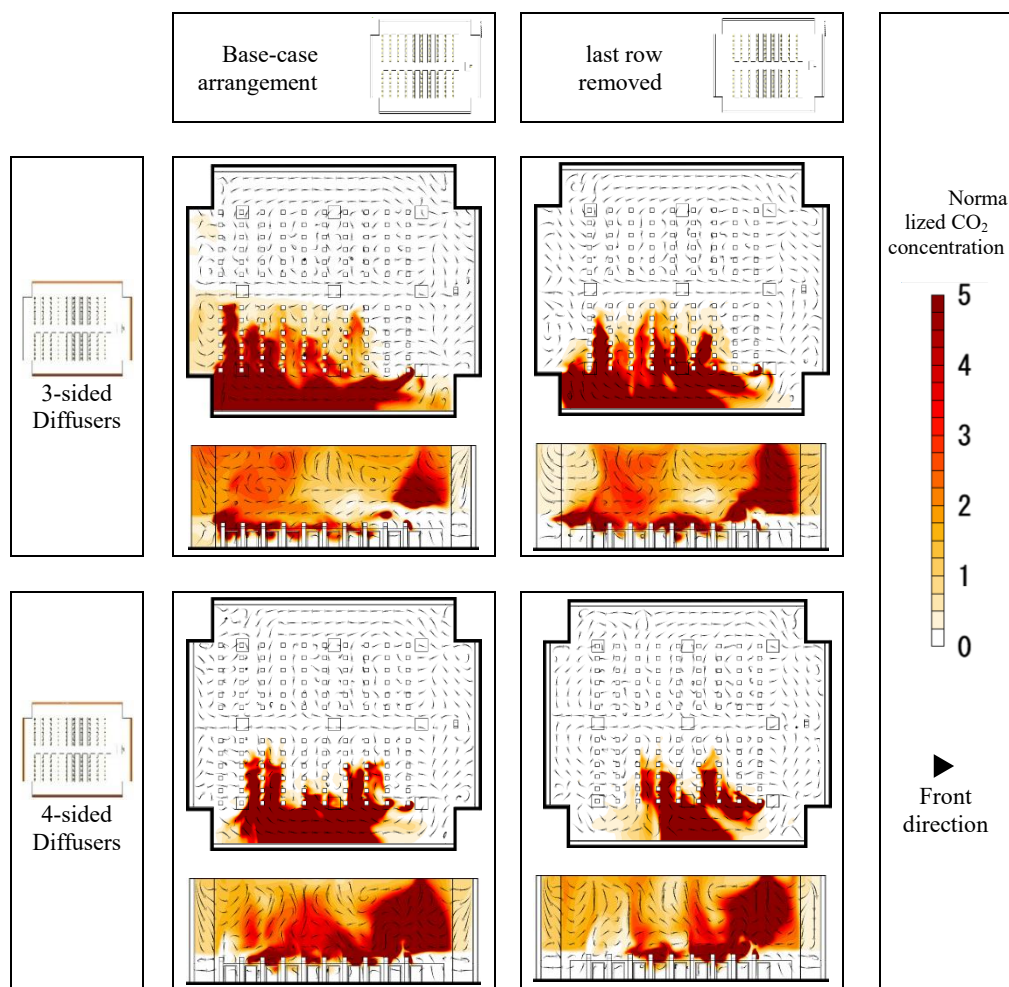 Base-case
arrangement
last row
removed
3-sided
Diffusers
4-sided
Diffusers
Norma
lized CO₂
concentration
5
4
3
2
1
0
Front
direction